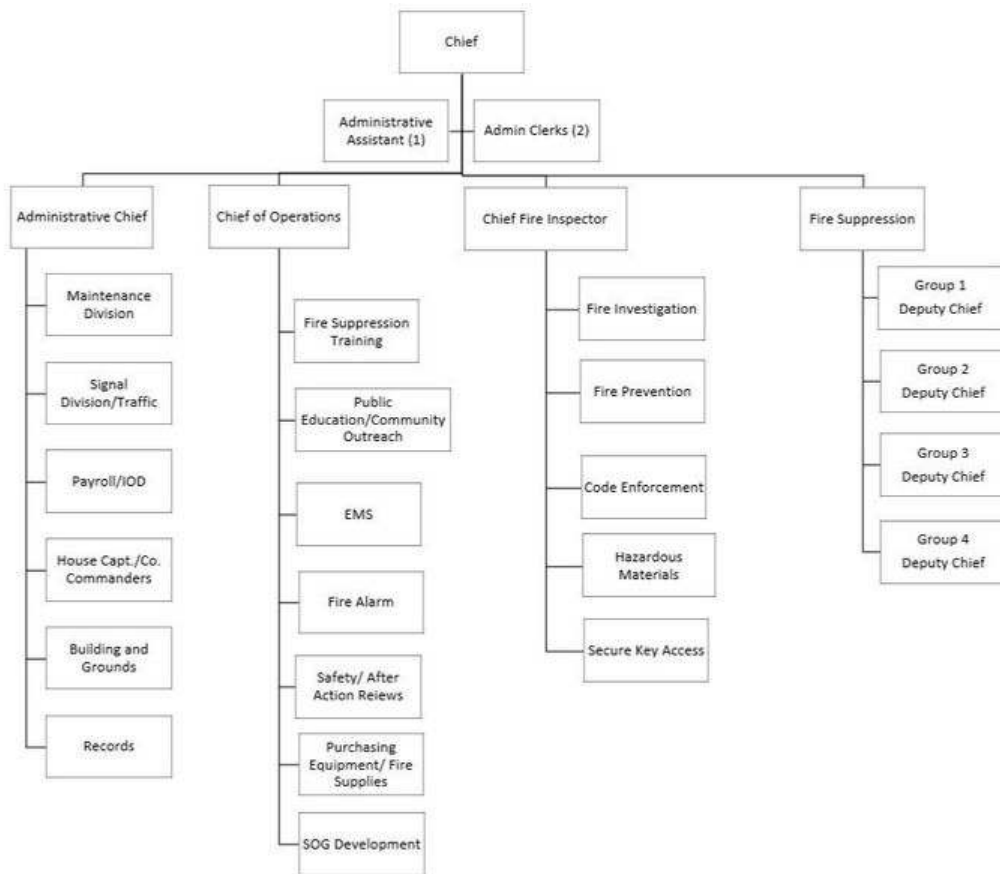 Chief
Administrative
Assistant (1)
Admin Clerks (2)
Administrative Chief
Maintenance
Division
Signal
Division/Traffic
Payroll/IOD
House Capt./Co.
Commanders
Building and
Grounds
Records
Chief of Operations
Fire Suppression
Training
Public
Education/Community
Outreach
EMS
Fire Alarm
Safety/ After
Action Reiews
Purchasing
Equipment/ Fire
Supplies
SOG Development
Chief Fire Inspector
Fire Investigation
Fire Prevention
Code Enforcement
Hazardous
Materials
Secure Key Access
Fire Suppression
Group 1
Deputy Chief
Group 2
Deputy Chief
Group 3
Deputy Chief
Group 4
Deputy Chief